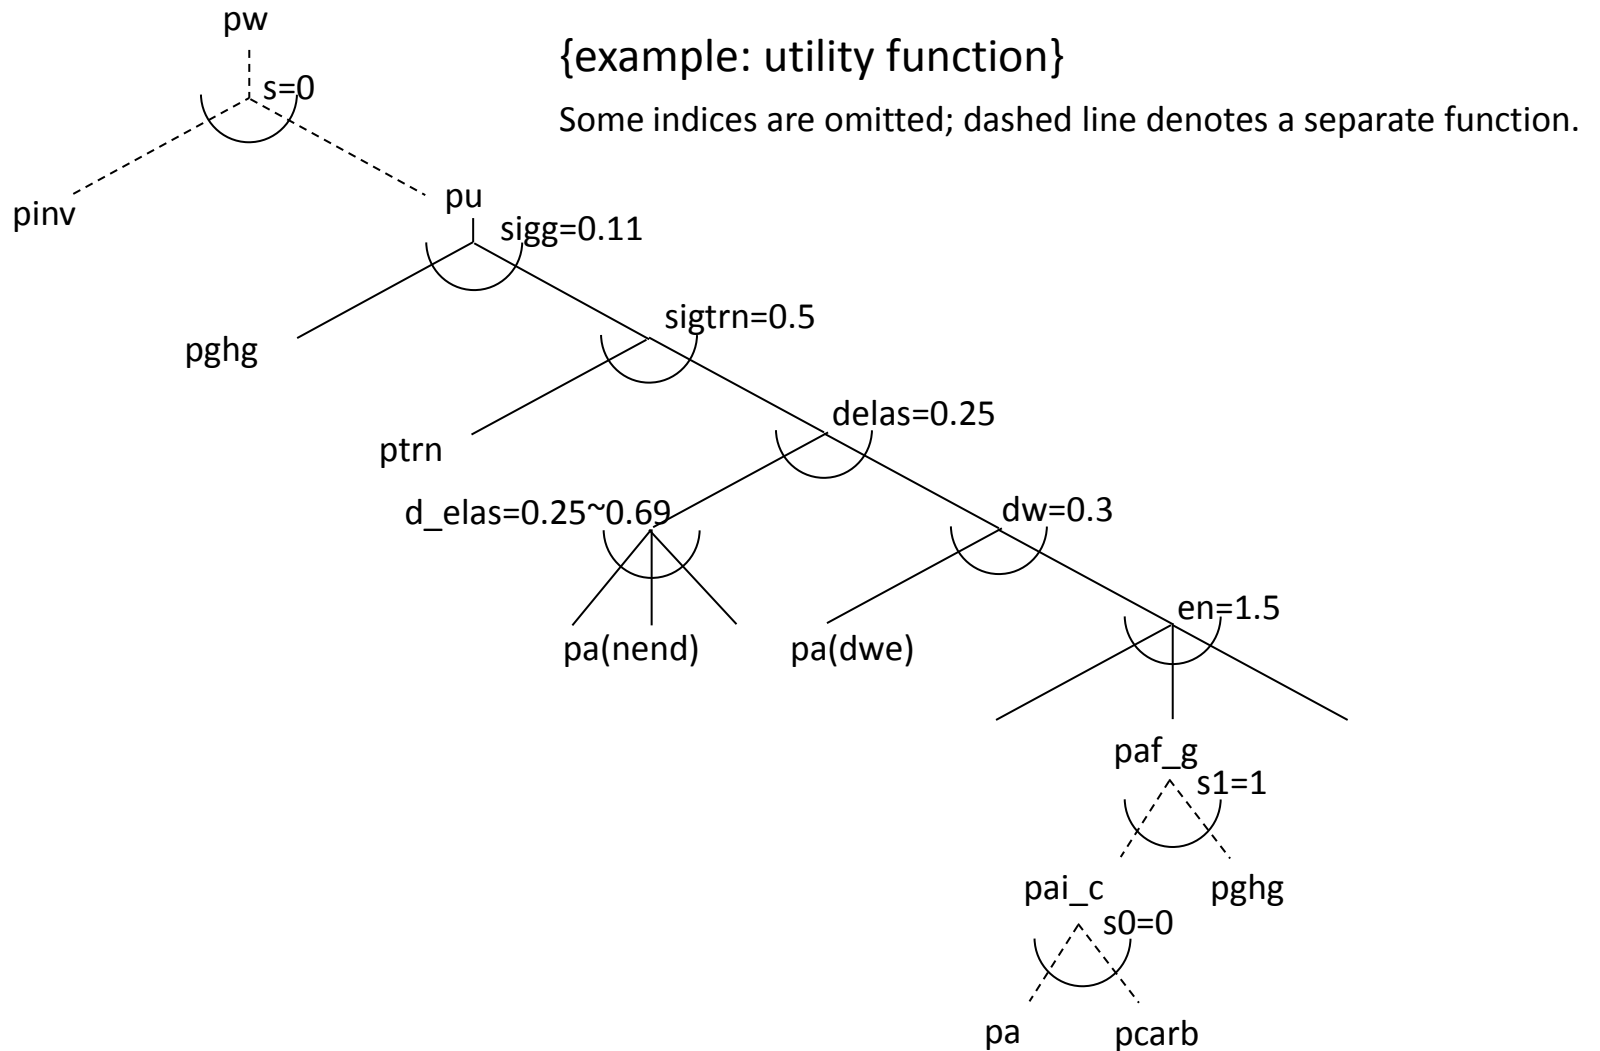 pw
{example: utility function}
s=0
Some indices are omitted; dashed line denotes a separate function.
pinv
pu
sigg=0.11
sigtrn=0.5
pghg
delas=0.25
ptrn
d_elas=0.25~0.69
dw=0.3
en=1.5
pa(nend)
pa(dwe)
paf_g
s1=1
pai_c
pghg
s0=0
pa
pcarb